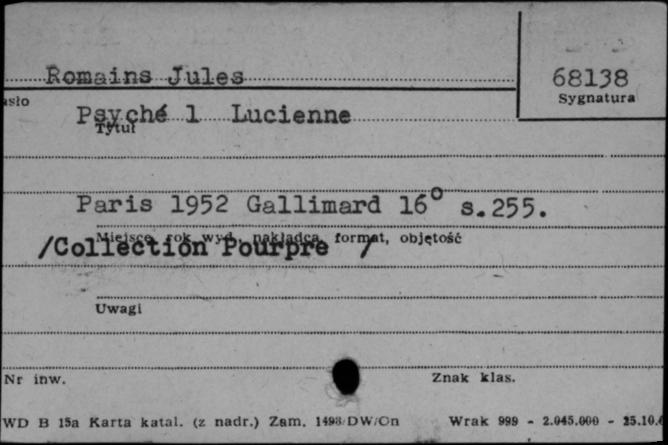 Romains Jules
68138
Sygnatura
Psyché 1 Lucienne
Tytuł
Paris 1952 Gallimard 16° s.255.
Miejsce, rok wyd., nakładca, format, objętość
/Collection Pourpre /
Uwagi
Nr inw.
Znak klas.
WD B 15a Karta katal. (z nadr.) Zam. 1498/DW/On
Wrak 999 - 2.045.000 - 25.10.